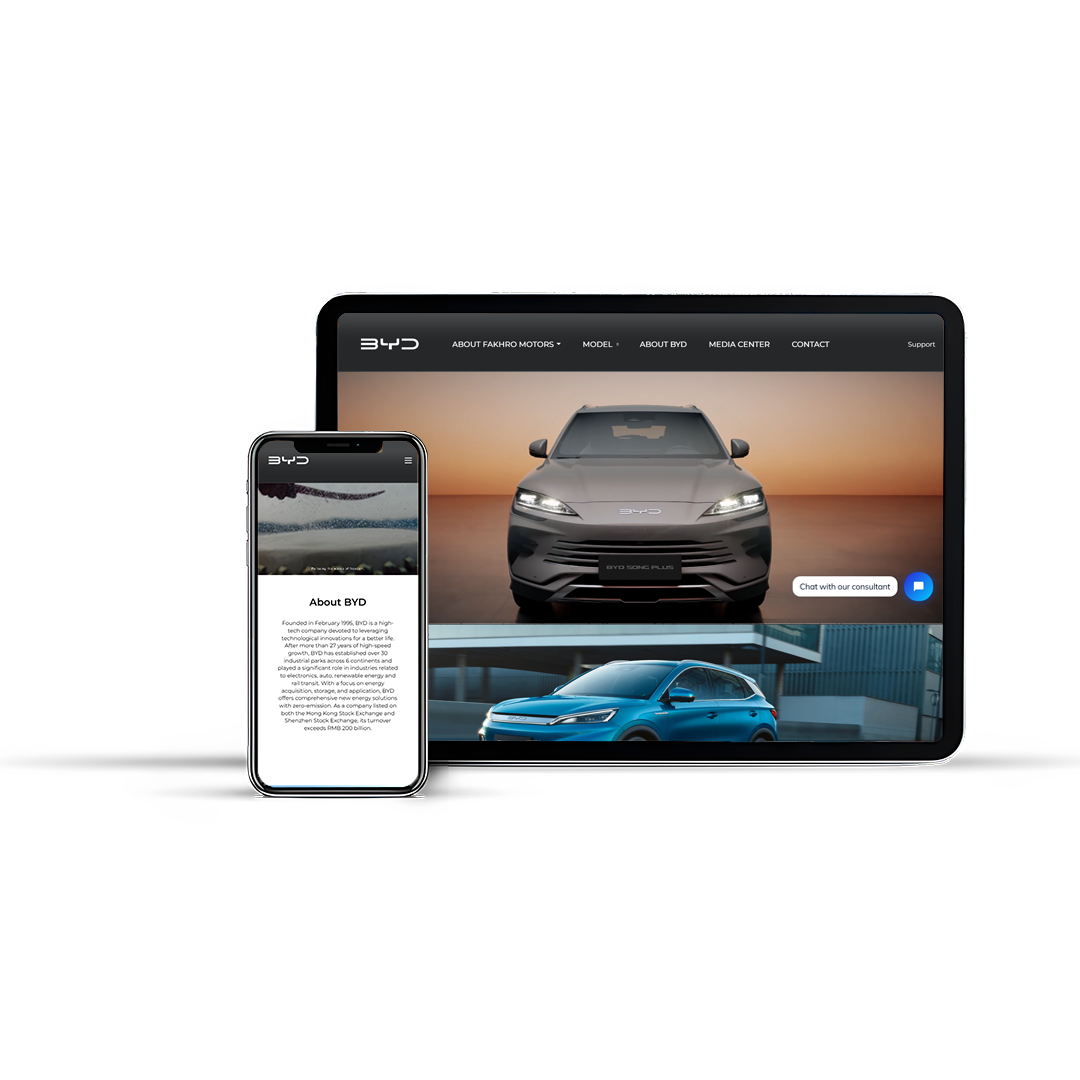 BYD
ABOUT FAKHRO MOTORS
MODEL
ABOUT BYD
MEDIA CENTER
CONTACT
Support
BYD
BYD SONG PLUS
Chat with our consultant
BYD
BYD
About BYD
Founded in February 1995, BYD is a high-
tech company devoted to leveraging
technological innovations for a better life.
After more than 27 years of high-speed
growth, BYD has established over 30
industrial parks across 6 continents and
played a significant role in industries related
to electronics, auto, renewable energy and
rail transit. With a focus on energy
acquisition, storage, and application, BYD
offers comprehensive new energy solutions
with zero-emission. As a company listed on
both the Hong Kong Stock Exchange and
Shenzhen Stock Exchange, its turnover
exceeds RMB 200 billion.